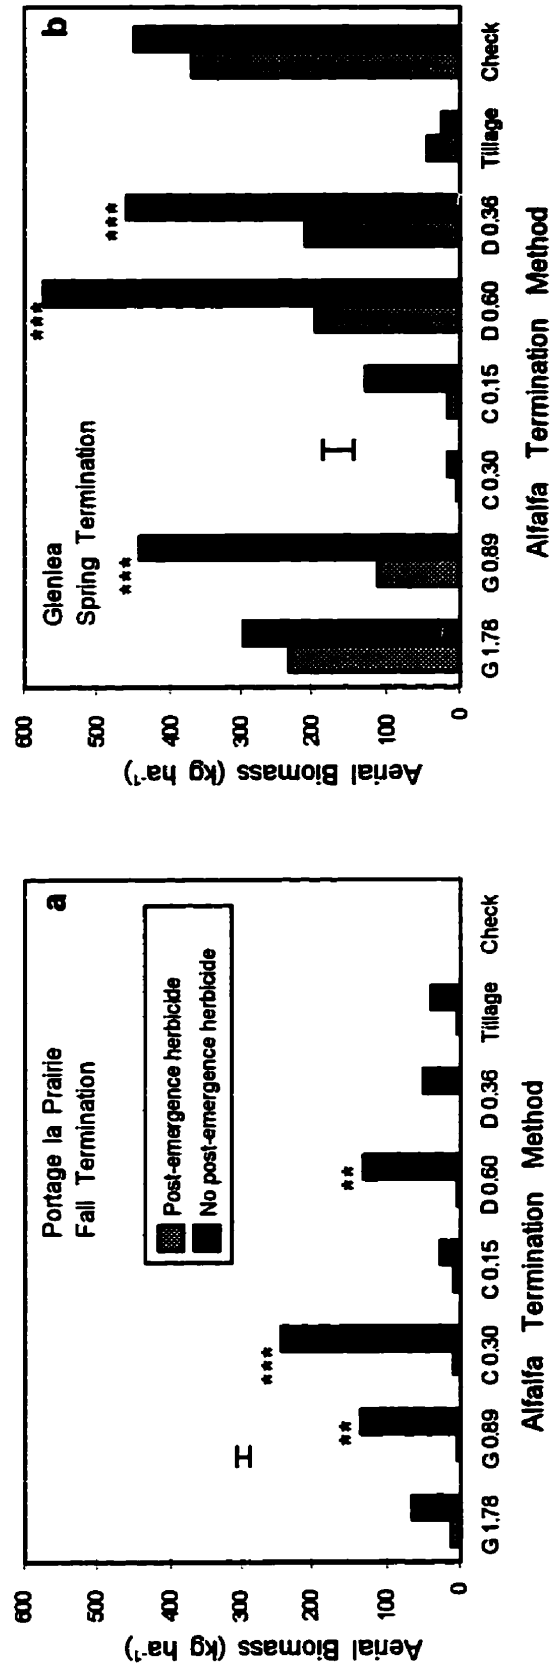 Portage la Prairie
Fall Termination
a
Post-emergence herbicide
No post-emergence herbicide
600
500
400
300
200
100
0
Aerial Biomass (kg ha⁻¹)
**
***
**
G 1.78 G 0.89 C 0.30 C 0.15 D 0.60 D 0.36 Tillage Check
Alfalfa Termination Method
Glenlea
Spring Termination
b
600
500
400
300
200
100
0
Aerial Biomass (kg ha⁻¹)
***
***
***
G 1.78 G 0.89 C 0.30 C 0.15 D 0.60 D 0.36 Tillage Check
Alfalfa Termination Method